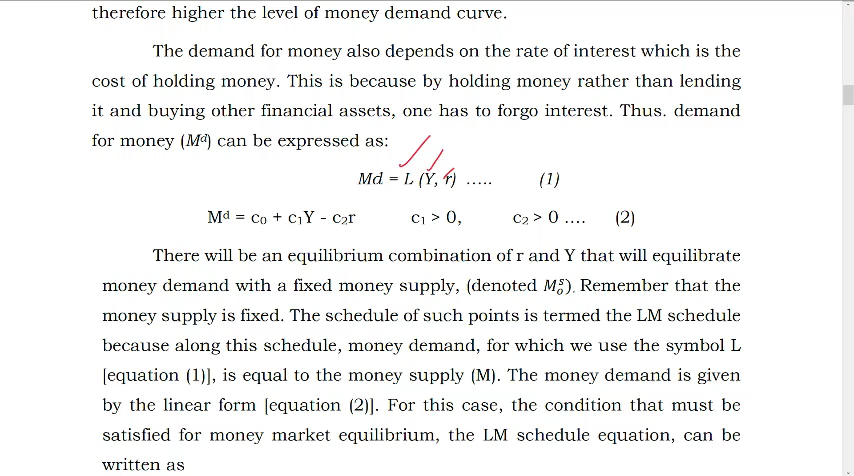 therefore higher the level of money demand curve.
The demand for money also depends on the rate of interest which is the
cost of holding money. This is because by holding money rather than lending
it and buying other financial assets, one has to forgo interest. Thus. demand
for money (Mᵈ) can be expressed as:
Md = L (Y, r) ..... (1)
Mᵈ = c₀ + c₁Y - c₂r c₁ > 0, c₂ > 0 .... (2)
There will be an equilibrium combination of r and Y that will equilibrate
money demand with a fixed money supply, (denoted Mₒˢ). Remember that the
money supply is fixed. The schedule of such points is termed the LM schedule
because along this schedule, money demand, for which we use the symbol L
[equation (1)], is equal to the money supply (M). The money demand is given
by the linear form [equation (2)]. For this case, the condition that must be
satisfied for money market equilibrium, the LM schedule equation, can be
written as